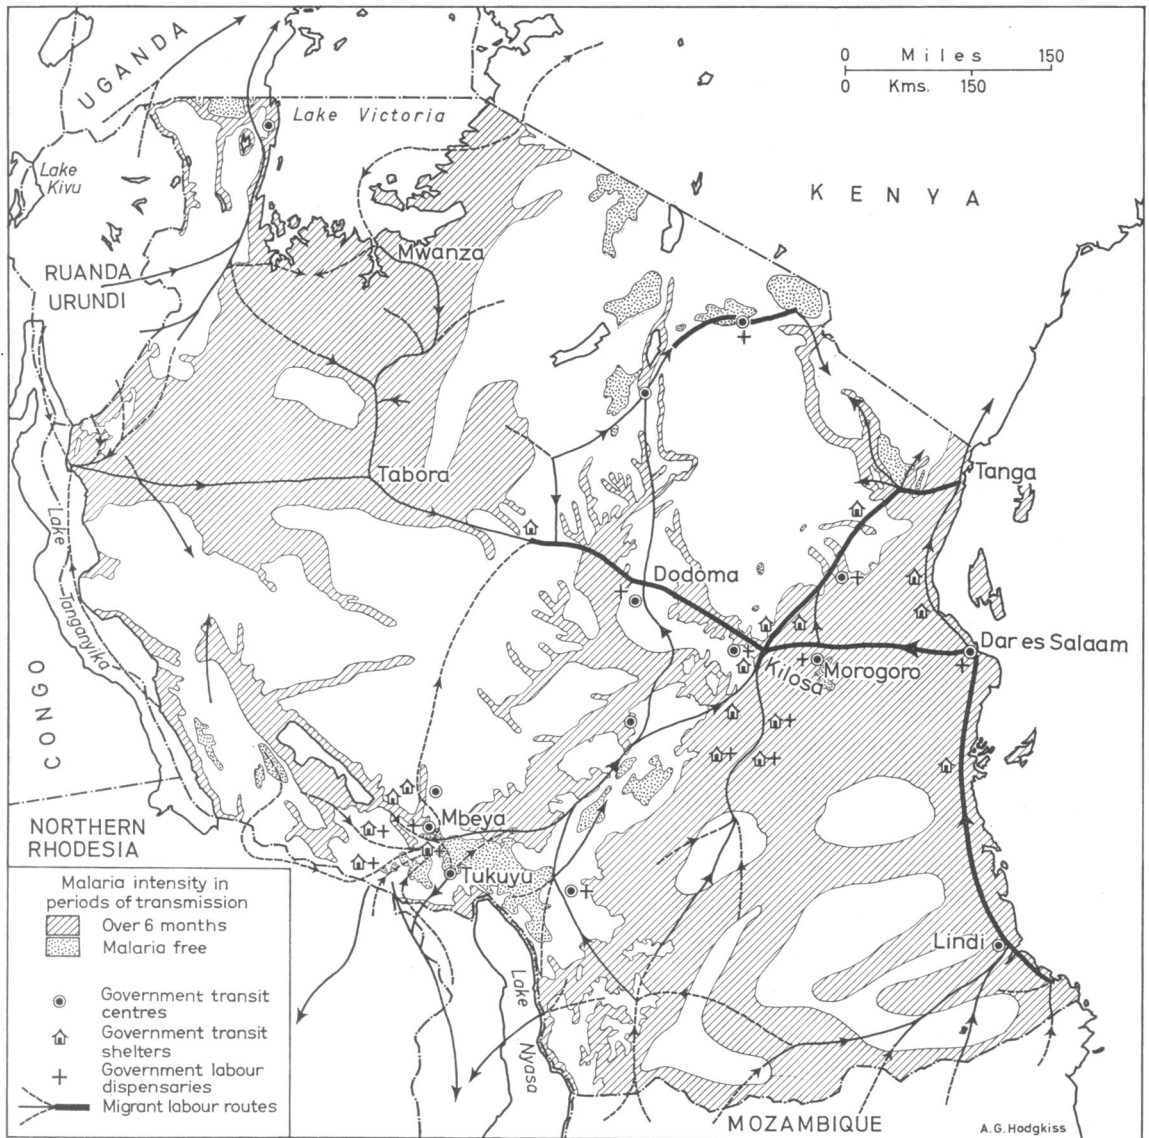 UGANDA
0 Miles 150
0 Kms. 150
Lake Victoria
Lake
Kivu
KENYA
Mwanza
RUANDA
URUNDI
Tabora
Tanga
Lake
Tanganyika
Dodoma
Dar es Salaam
Kilosa
Morogoro
CONGO
Mbeya
NORTHERN
RHODESIA
Tukuyu
Lindi
Lake
Nyasa
Malaria intensity in
periods of transmission
Over 6 months
Malaria free
Government transit
centres
Government transit
shelters
Government labour
dispensaries
Migrant labour routes
MOZAMBIQUE
A.G.Hodgkiss